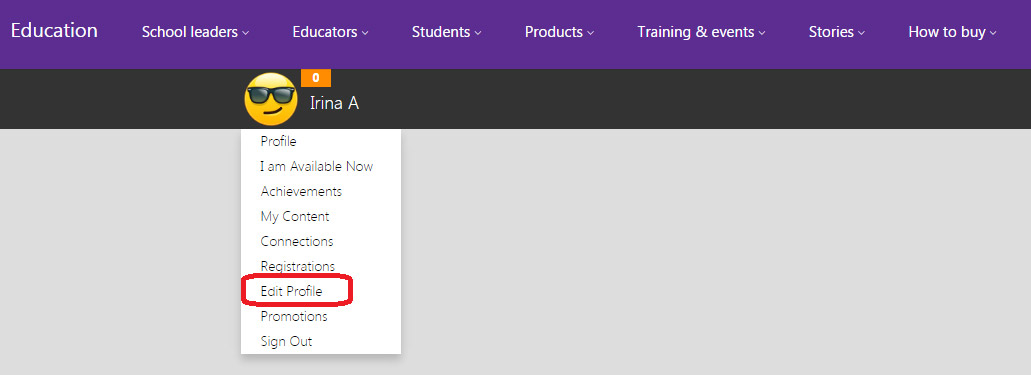 Education School leaders Educators Students Products Training & events Stories How to buy
0
Irina A
Profile
I am Available Now
Achievements
My Content
Connections
Registrations
Edit Profile
Promotions
Sign Out